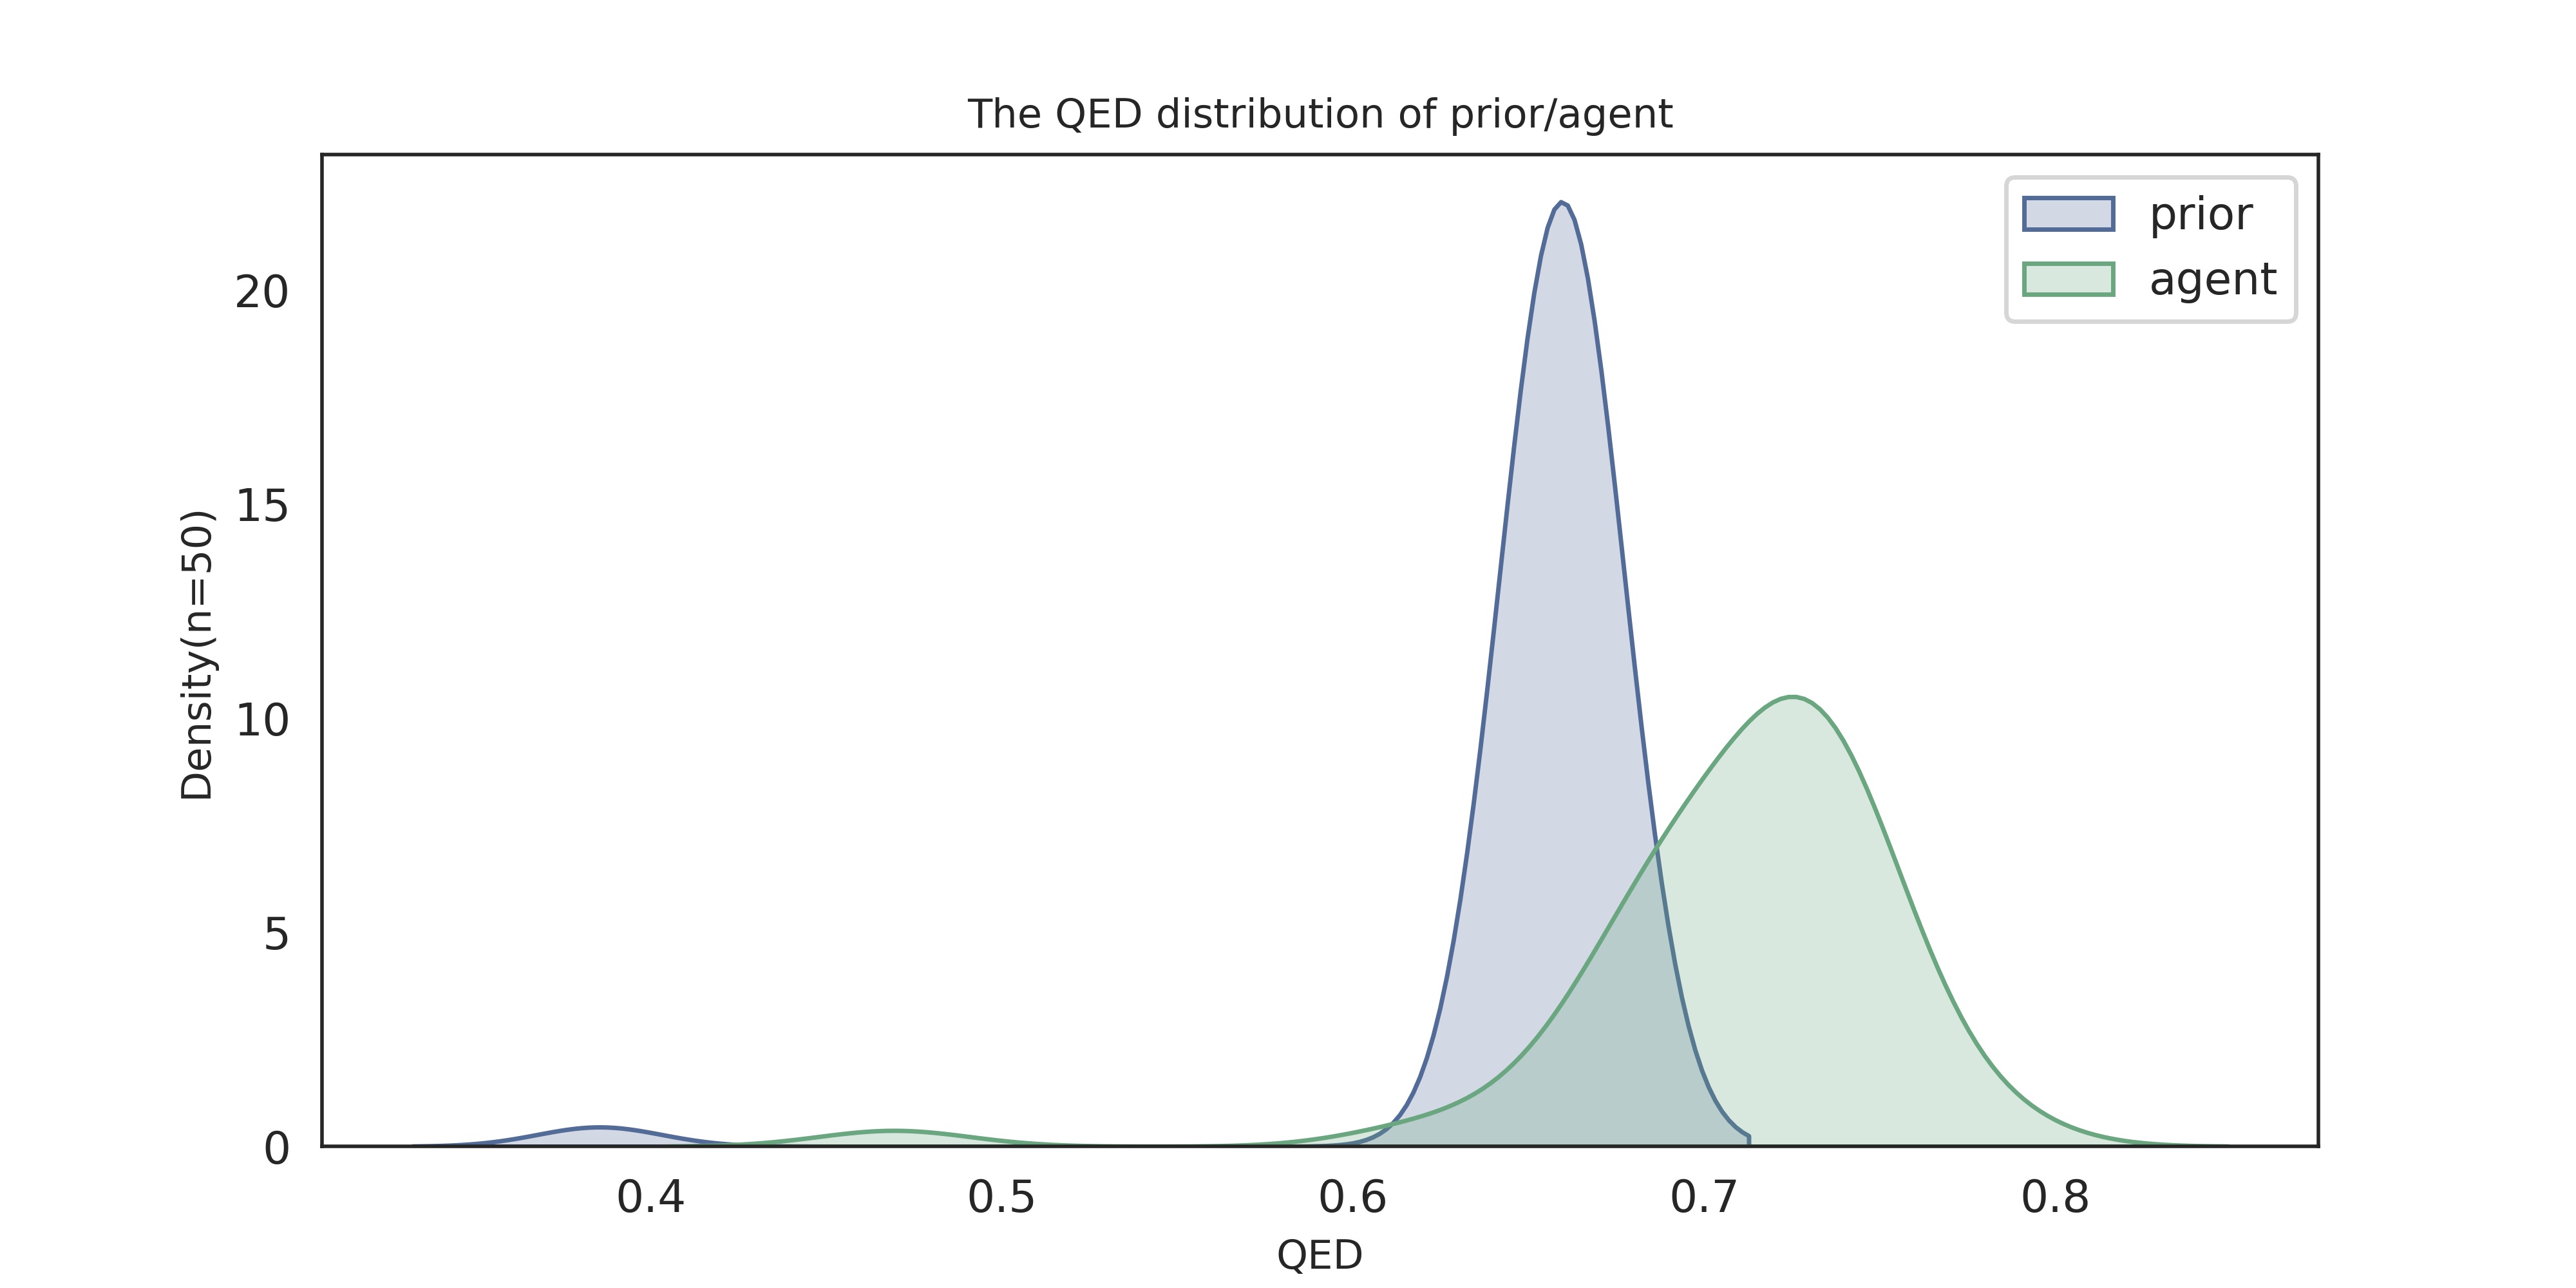 The QED distribution of prior/agent
prior
agent
Density(n=50)
20
15
10
5
0
0.4 0.5 0.6 0.7 0.8
QED